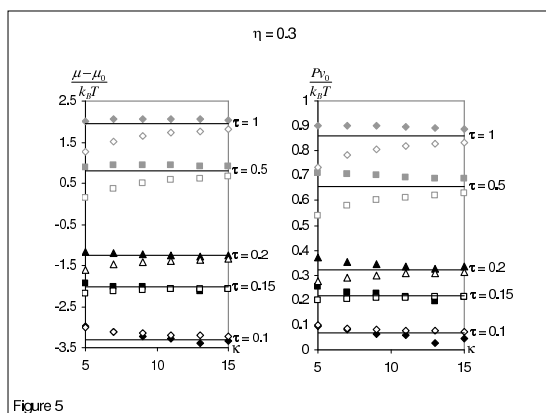 η = 0.3
μ − μ0
kBT
2.5
1.5
0.5
-0.5
-1.5
-2.5
-3.5
τ = 1
τ = 0.5
τ = 0.2
τ = 0.15
τ = 0.1
5
10
15
κ
Pv0
kBT
1
0.9
0.8
0.7
0.6
0.5
0.4
0.3
0.2
0.1
0
τ = 1
τ = 0.5
τ = 0.2
τ = 0.15
τ = 0.1
5
10
15
κ
Figure 5